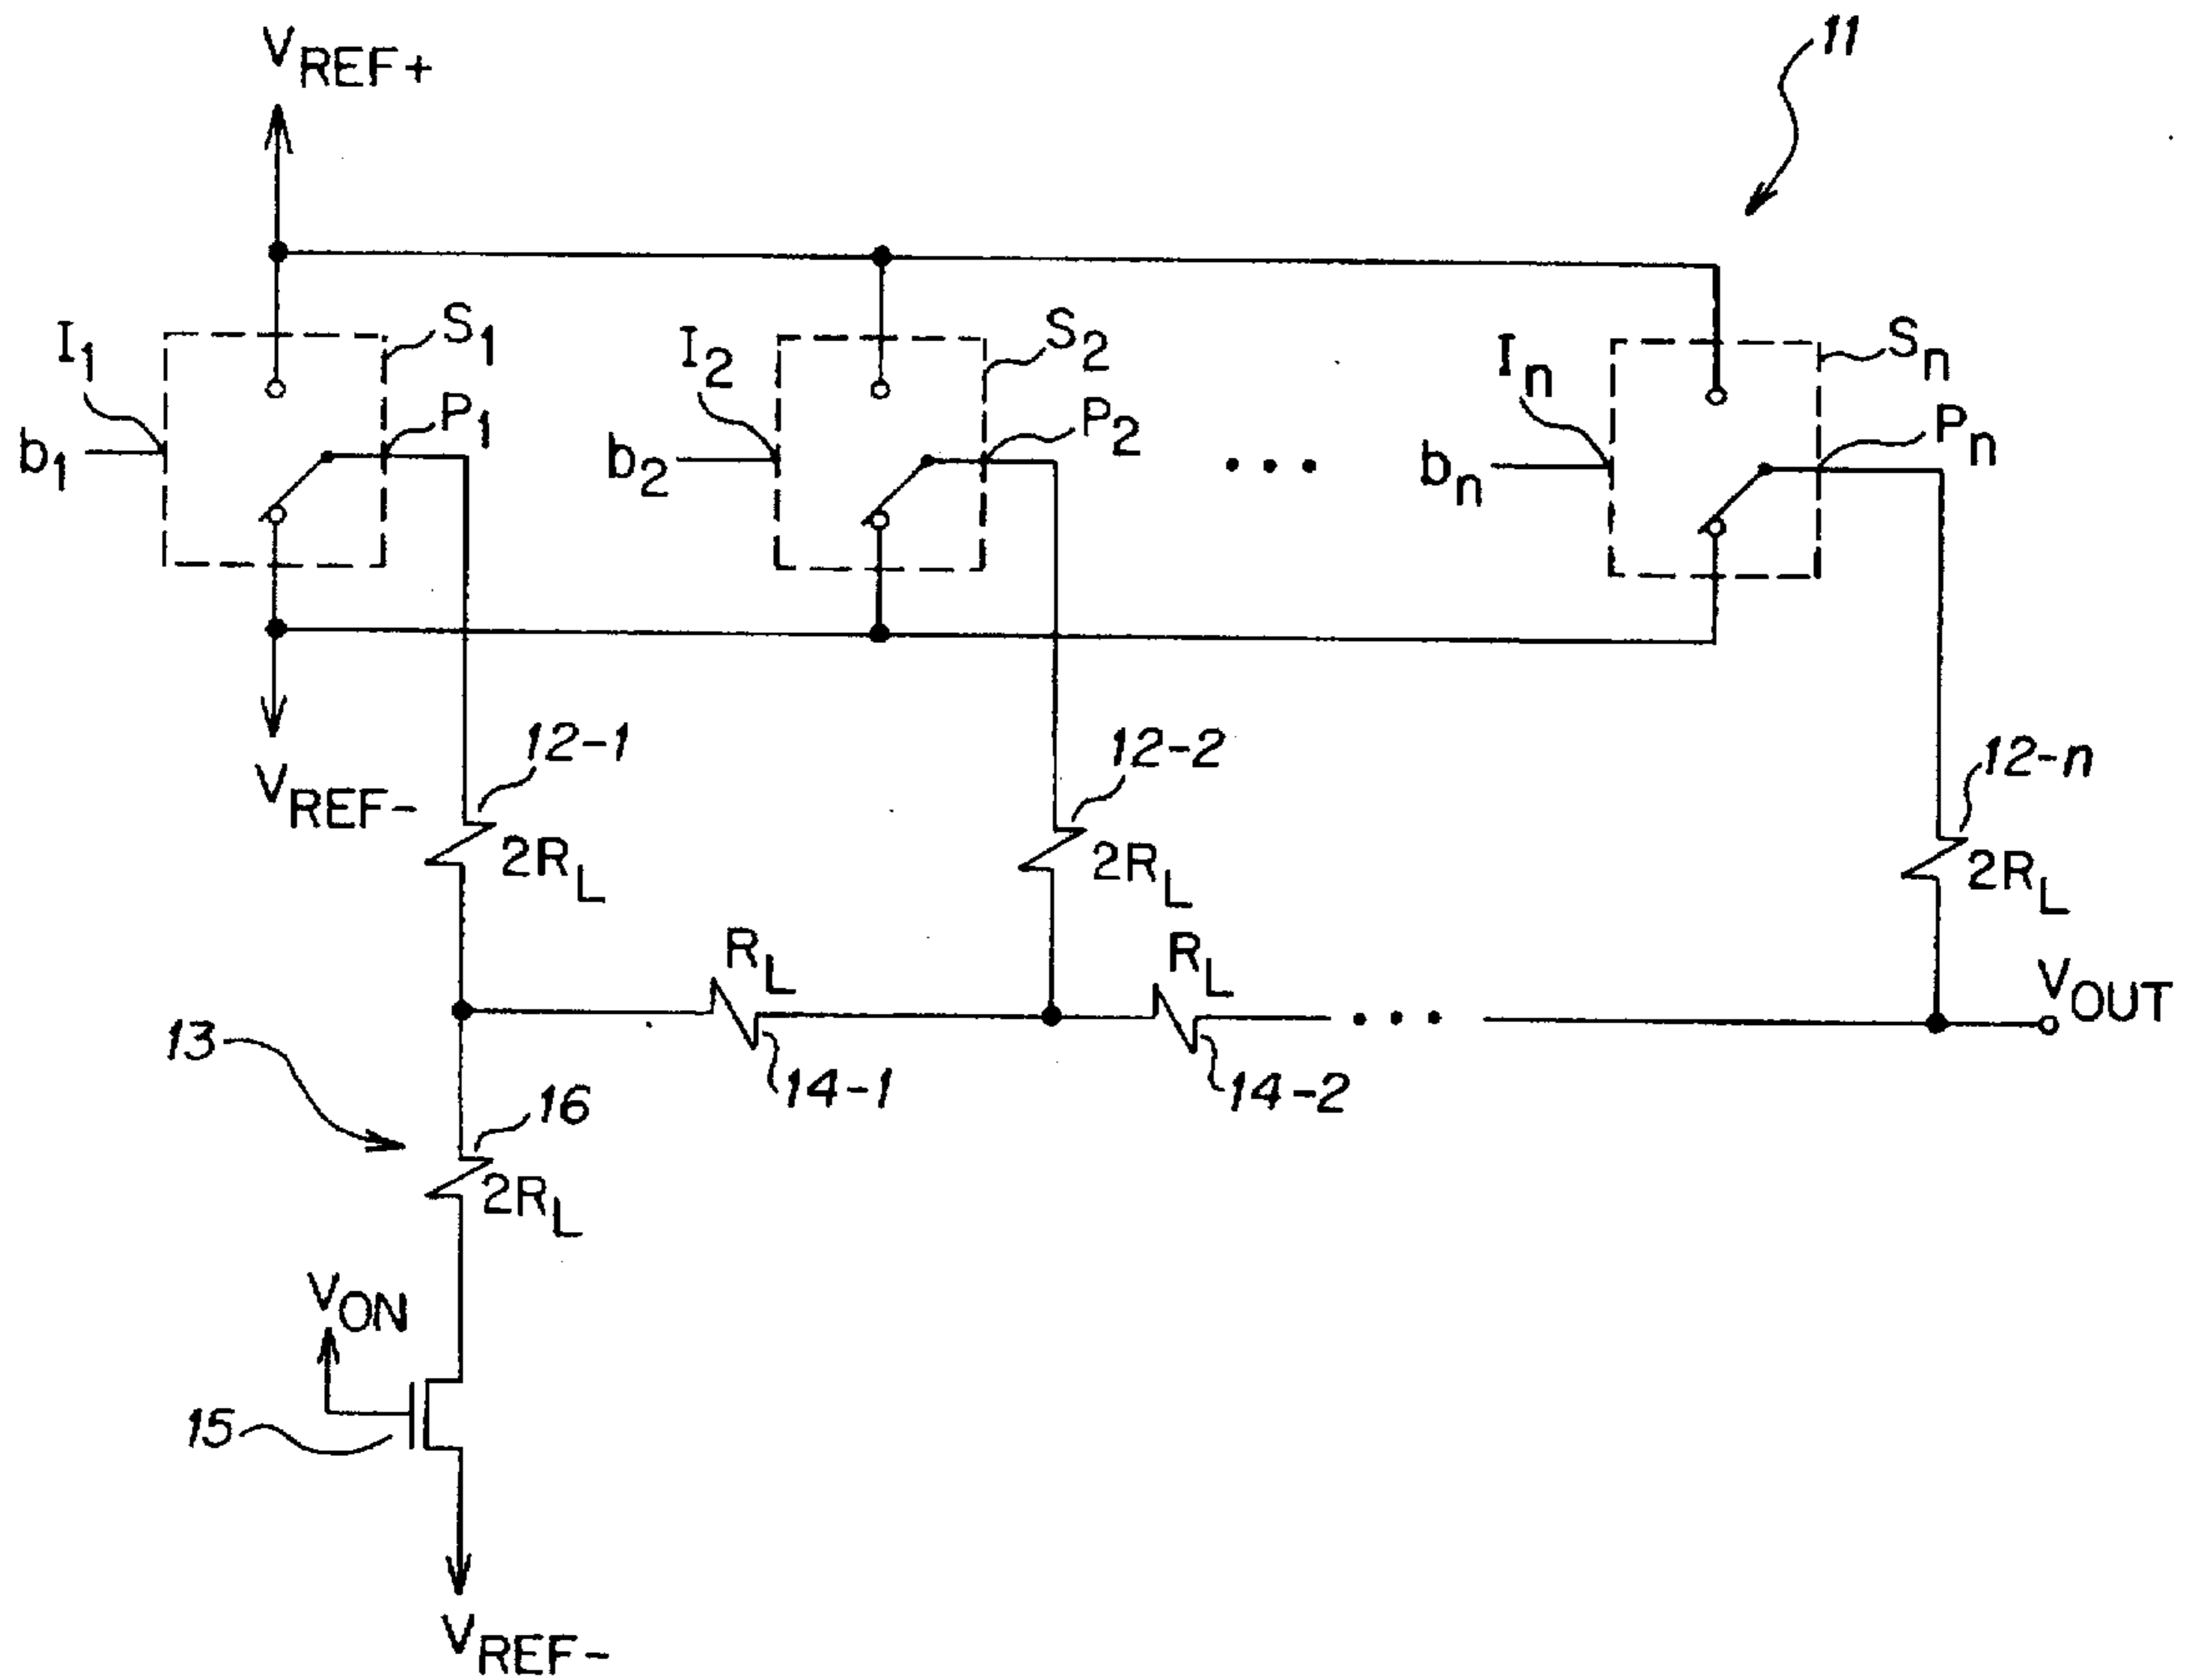 VREF+
11
I1
S1
I2
S2
In
Sn
b1
P1
b2
P2
...
bn
Pn
VREF-
12-1
2RL
12-2
2RL
12-n
2RL
RL
RL
VOUT
14-1
14-2
...
13
16
2RL
VON
15
VREF-